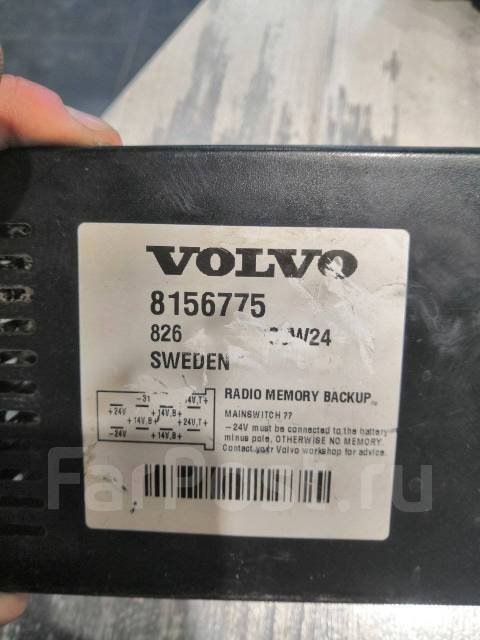 VOLVO
8156775
826 W24
SWEDEN
-31 14V,T+
+24V +14V,B+
+14V,B+ +24V,T+
-24V +14V,B+
RADIO MEMORY BACKUP
MAINSWITCH ??
-24V must be connected to the battery
minus pole, OTHERWISE NO MEMORY.
Contact your Volvo workshop for advice.
FarPost.ru